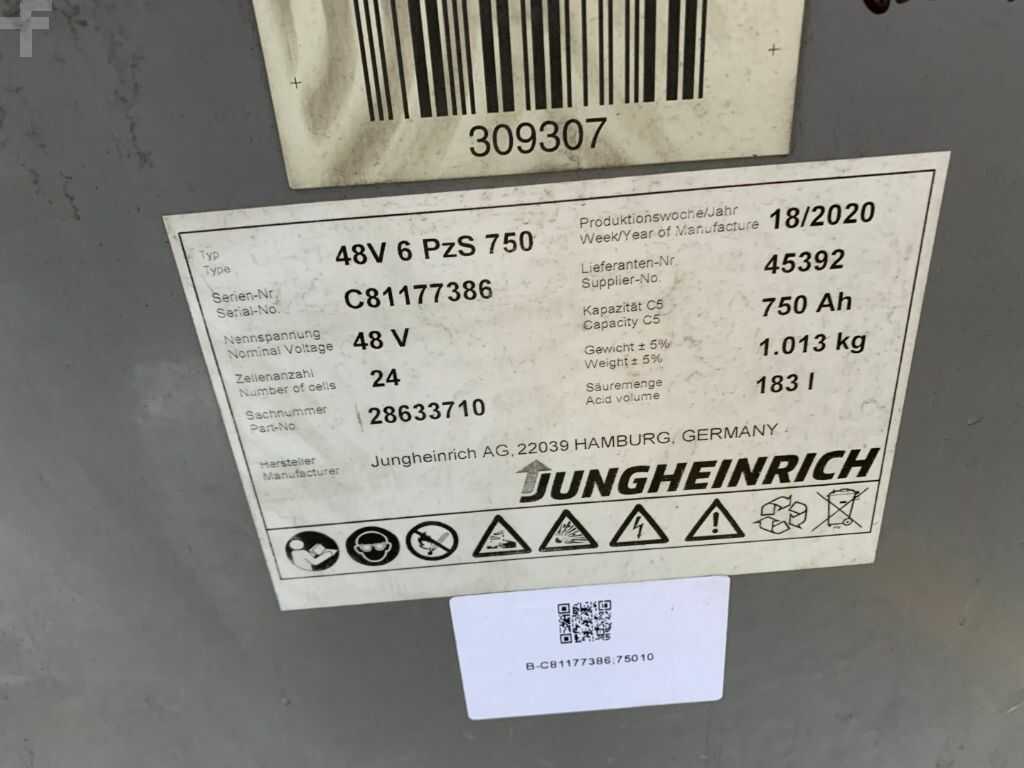 309307
Typ
Type
48V 6 PzS 750
Produktionswoche/Jahr
Week/Year of Manufacture
18/2020
Serien-Nr.
Serial-No.
C81177386
Lieferanten-Nr.
Supplier-No.
45392
Nennspannung
Nominal Voltage
48 V
Kapazität C5
Capacity C5
750 Ah
Zellenanzahl
Number of cells
24
Gewicht ± 5%
Weight ± 5%
1.013 kg
Sachnummer
Part-No.
28633710
Säuremenge
Acid volume
183 l
Hersteller
Manufacturer
Jungheinrich AG, 22039 HAMBURG, GERMANY
JUNGHEINRICH
B-C81177386;75010